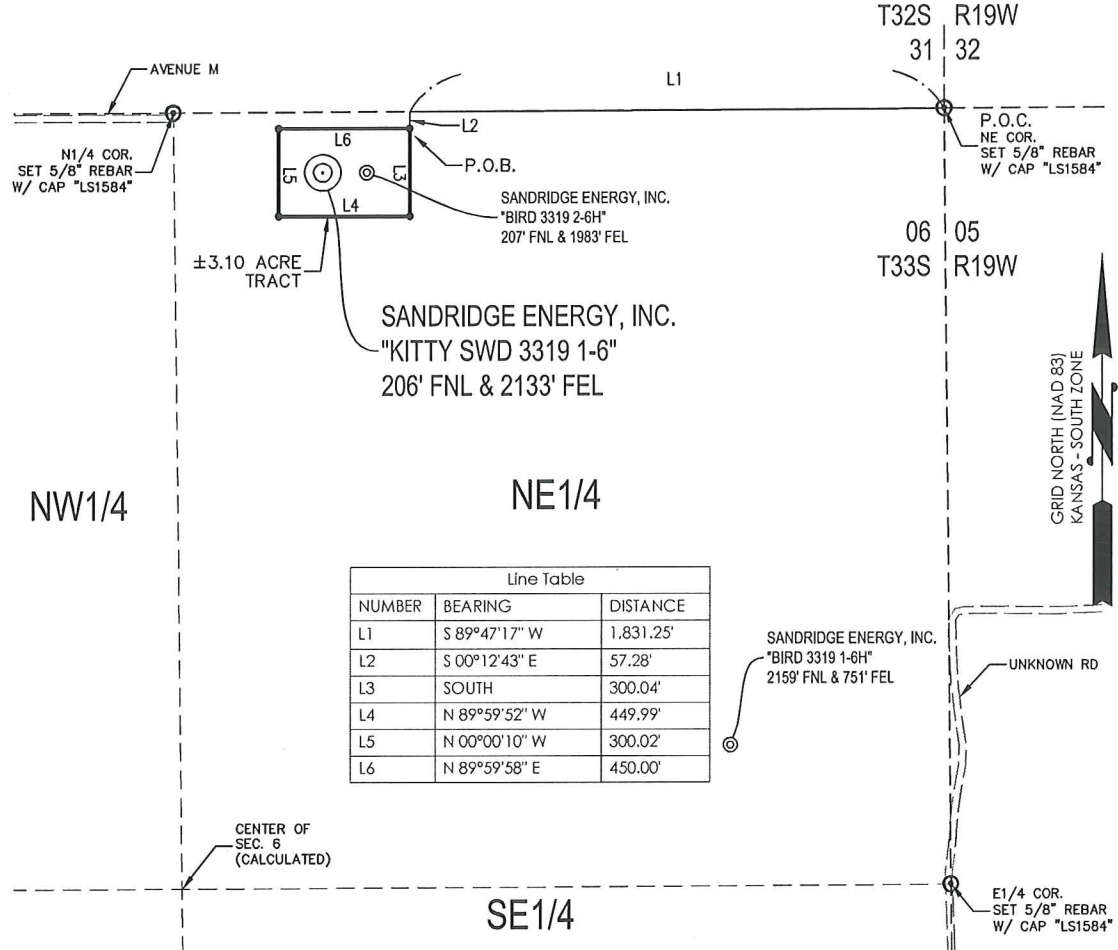 T32S R19W
31 32
AVENUE M
L1
L2
P.O.C.
NE COR.
SET 5/8" REBAR
W/ CAP "LS1584"
N1/4 COR.
SET 5/8" REBAR
W/ CAP "LS1584"
L6
P.O.B.
L5
L3
L4
SANDRIDGE ENERGY, INC.
"BIRD 3319 2-6H"
207' FNL & 1983' FEL
±3.10 ACRE
TRACT
06 05
T33S R19W
SANDRIDGE ENERGY, INC.
"KITTY SWD 3319 1-6"
206' FNL & 2133' FEL
GRID NORTH (NAD 83)
KANSAS - SOUTH ZONE
N
NW1/4
NE1/4
Line Table
NUMBER BEARING DISTANCE
L1 S 89°47'17" W 1,831.25'
L2 S 00°12'43" E 57.28'
L3 SOUTH 300.04'
L4 N 89°59'52" W 449.99'
L5 N 00°00'10" W 300.02'
L6 N 89°59'58" E 450.00'
SANDRIDGE ENERGY, INC.
"BIRD 3319 1-6H"
2159' FNL & 751' FEL
UNKNOWN RD
CENTER OF
SEC. 6
(CALCULATED)
SE1/4
E1/4 COR.
SET 5/8" REBAR
W/ CAP "LS1584"